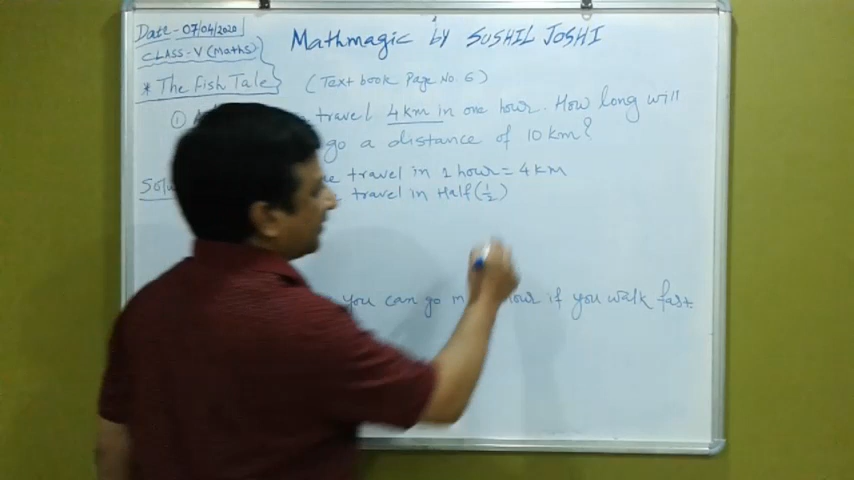 Date - 07/04/2020
Mathmagic by SUSHIL JOSHI
CLASS-V (Maths)
* The Fish Tale
(Text book Page No. 6)
① travel 4 km in one hour. How long will
go a distance of 10 km?
travel in 1 hour = 4 KM
travel in Half (1/2)
you can go hour if you walk fast.